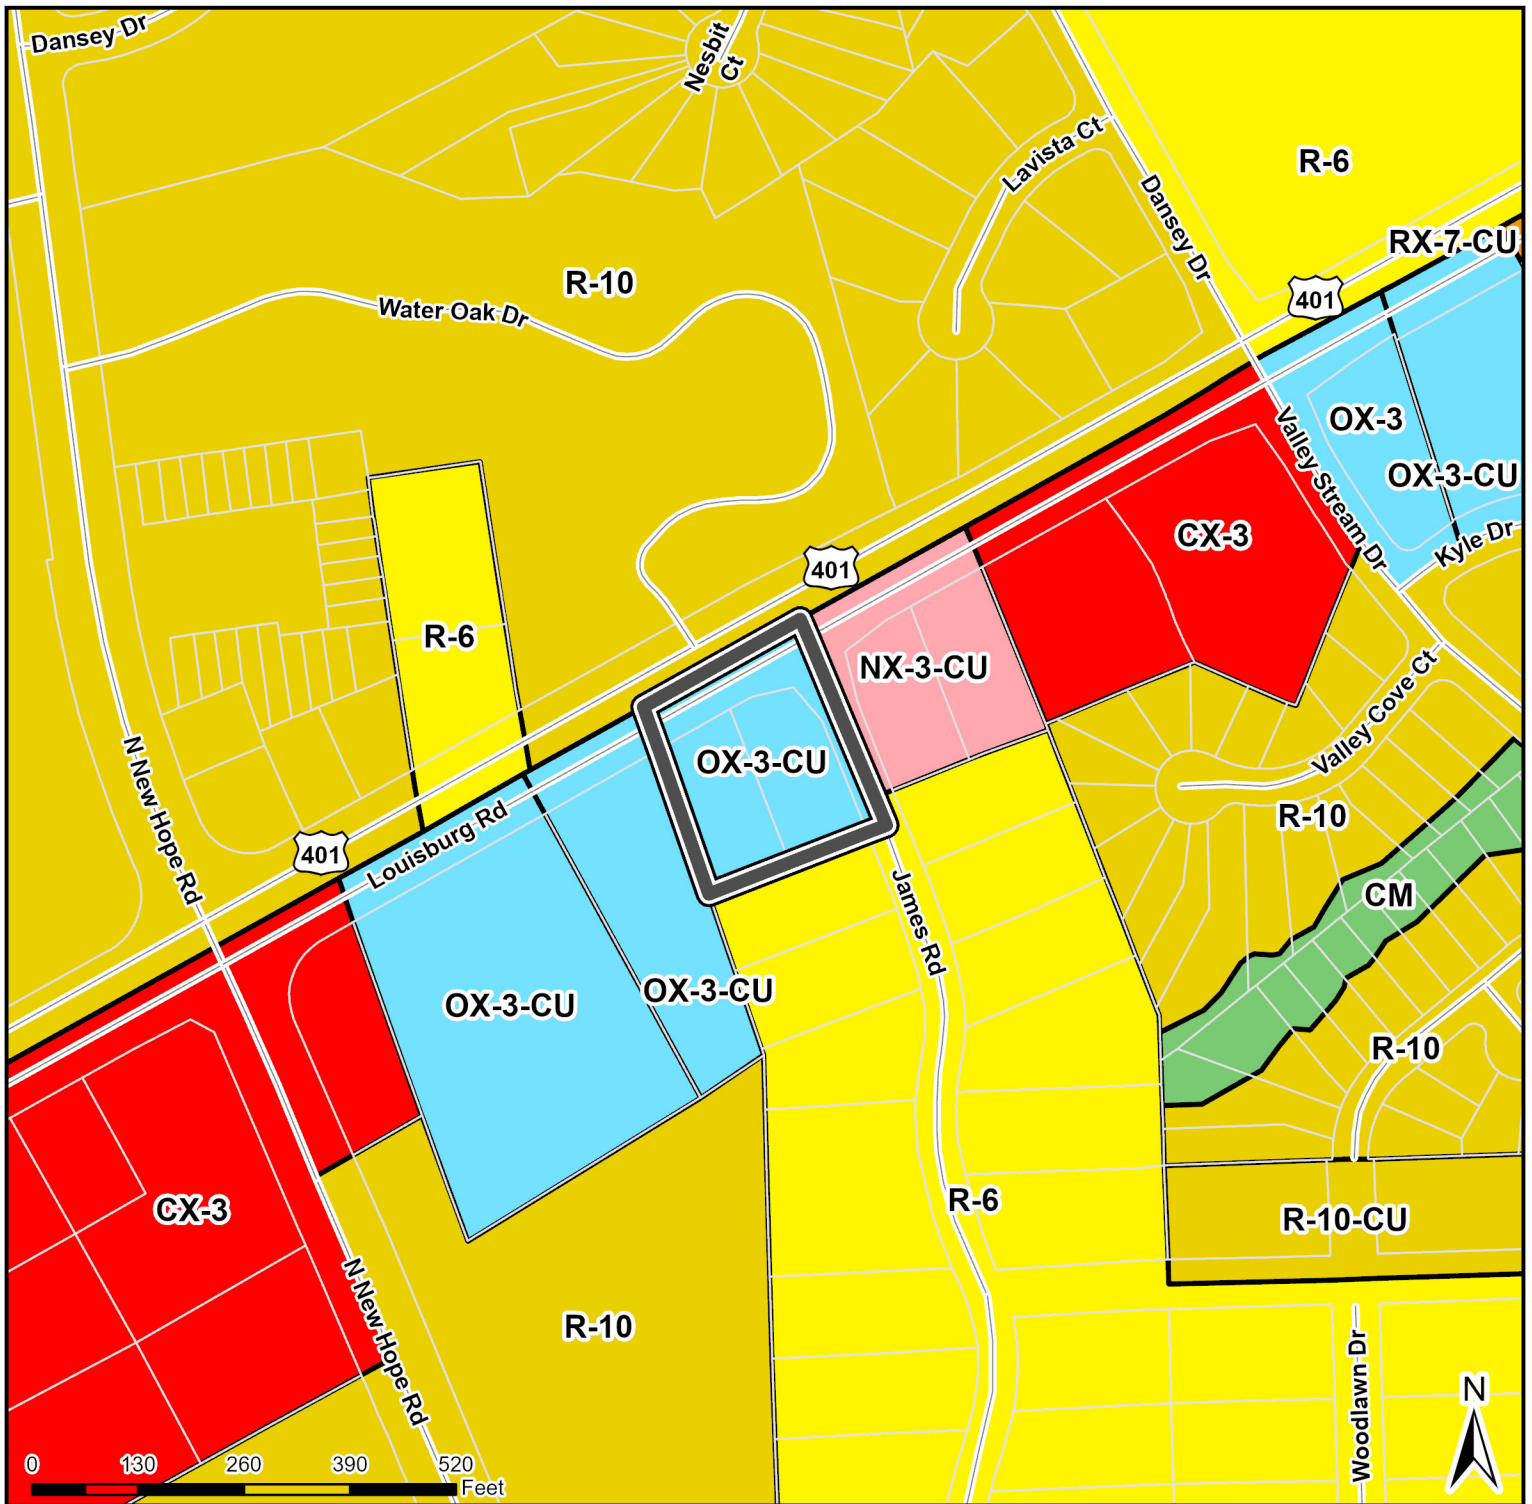 Dansey Dr
Nesbit
Ct
Lavista Ct
Dansey Dr
R-6
RX-7-CU
401
R-10
Water Oak Dr
OX-3
OX-3-CU
Valley Stream Dr
Kyle Dr
CX-3
401
R-6
NX-3-CU
Valley Cove Ct
OX-3-CU
N New Hope Rd
401
Louisburg Rd
R-10
CM
James Rd
OX-3-CU
OX-3-CU
R-10
CX-3
R-6
R-10-CU
N New Hope Rd
R-10
Woodlawn Dr
N
0 130 260 390 520
Feet